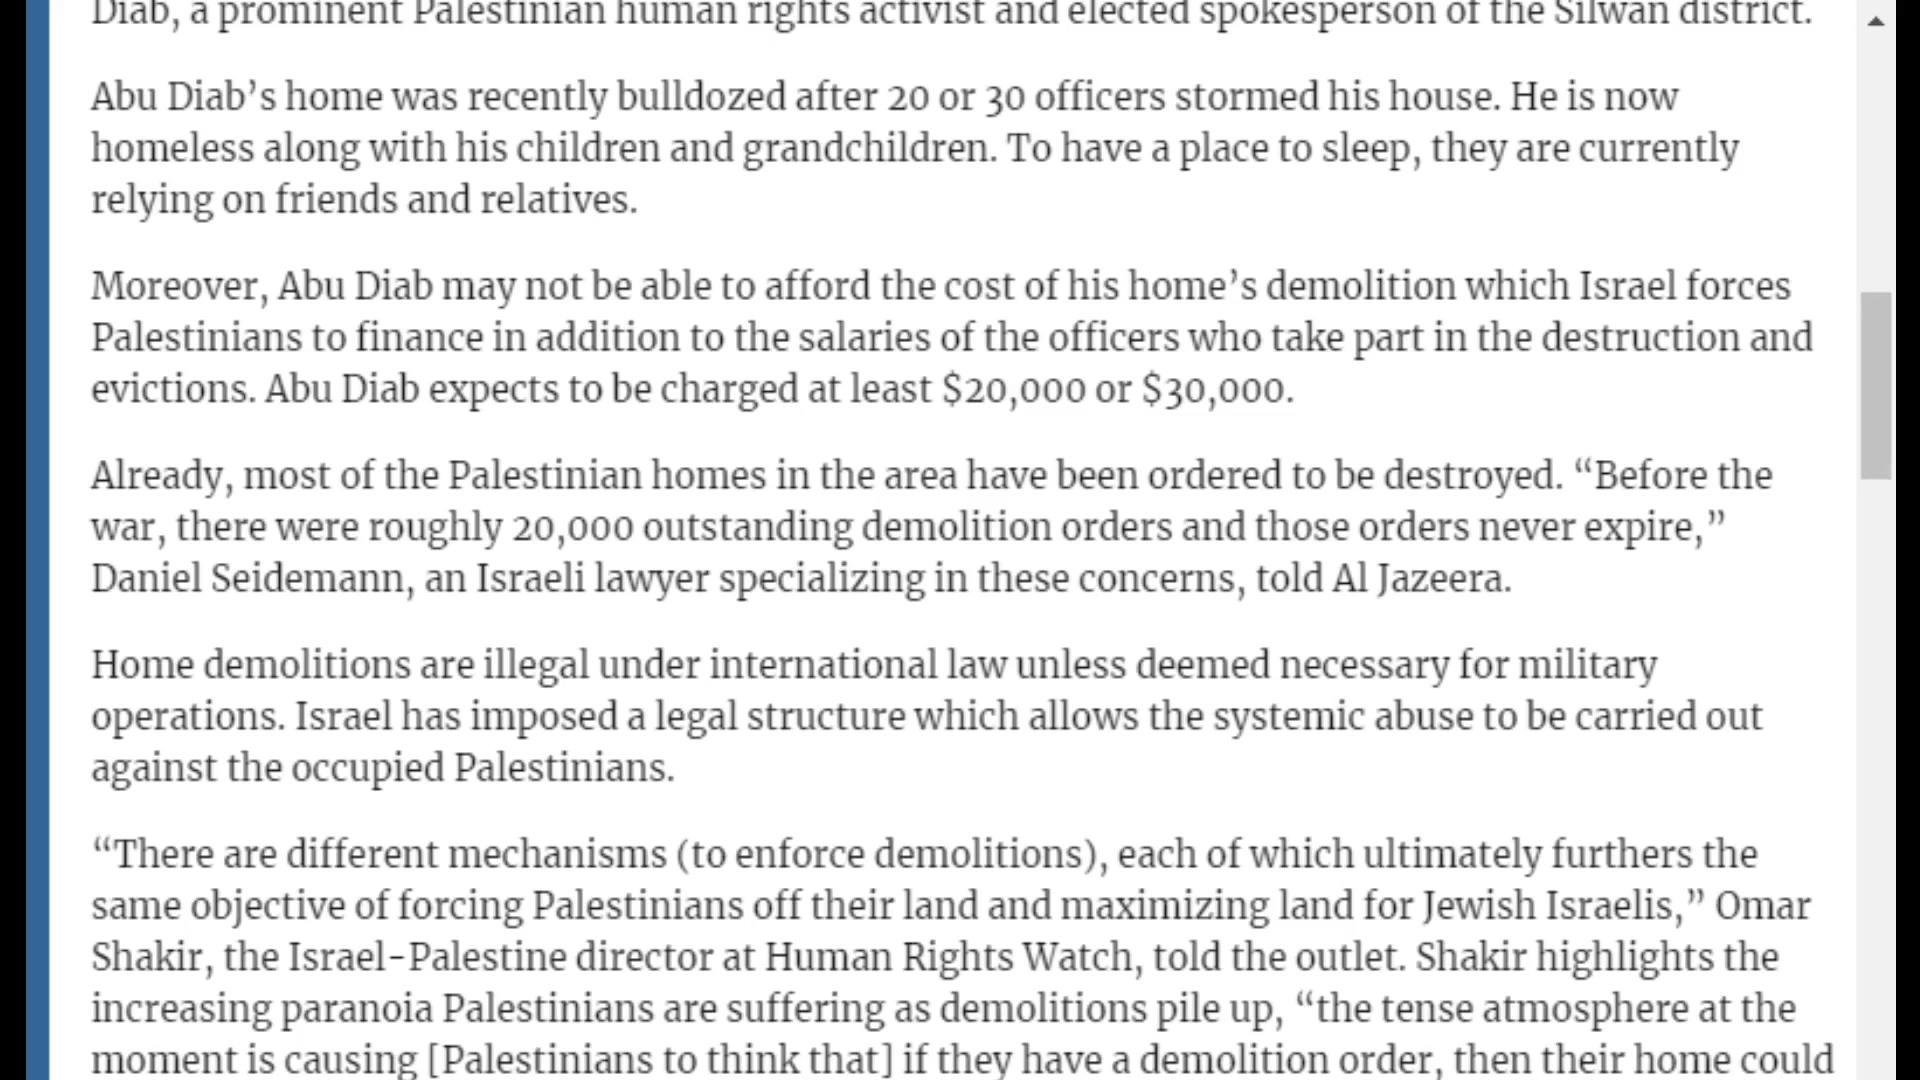 Diab, a prominent Palestinian human rights activist and elected spokesperson of the Silwan district.
Abu Diab’s home was recently bulldozed after 20 or 30 officers stormed his house. He is now
homeless along with his children and grandchildren. To have a place to sleep, they are currently
relying on friends and relatives.
Moreover, Abu Diab may not be able to afford the cost of his home’s demolition which Israel forces
Palestinians to finance in addition to the salaries of the officers who take part in the destruction and
evictions. Abu Diab expects to be charged at least $20,000 or $30,000.
Already, most of the Palestinian homes in the area have been ordered to be destroyed. “Before the
war, there were roughly 20,000 outstanding demolition orders and those orders never expire,”
Daniel Seidemann, an Israeli lawyer specializing in these concerns, told Al Jazeera.
Home demolitions are illegal under international law unless deemed necessary for military
operations. Israel has imposed a legal structure which allows the systemic abuse to be carried out
against the occupied Palestinians.
“There are different mechanisms (to enforce demolitions), each of which ultimately furthers the
same objective of forcing Palestinians off their land and maximizing land for Jewish Israelis,” Omar
Shakir, the Israel-Palestine director at Human Rights Watch, told the outlet. Shakir highlights the
increasing paranoia Palestinians are suffering as demolitions pile up, “the tense atmosphere at the
moment is causing [Palestinians to think that] if they have a demolition order, then their home could